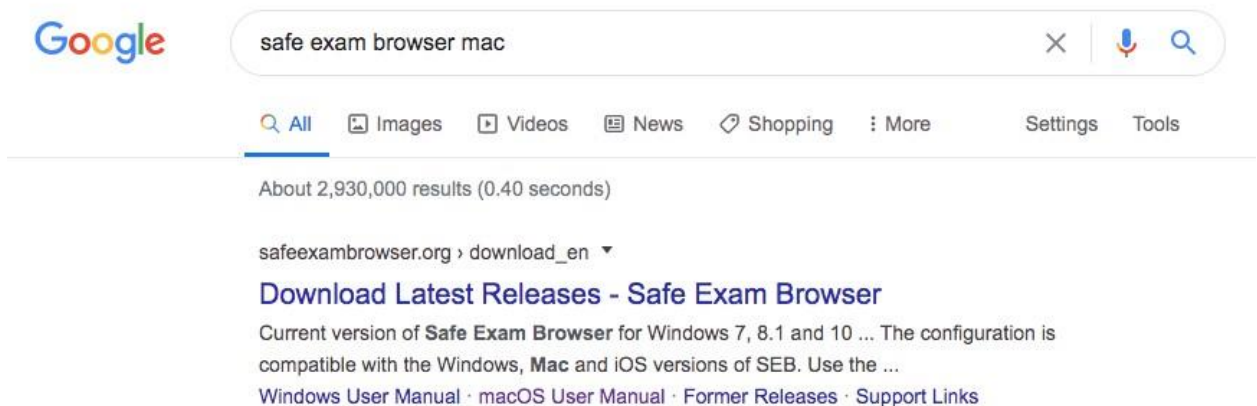 Google safe exam browser mac
All Images Videos News Shopping More Settings Tools
About 2,930,000 results (0.40 seconds)
safeexambrowser.org › download_en
Download Latest Releases - Safe Exam Browser
Current version of Safe Exam Browser for Windows 7, 8.1 and 10 ... The configuration is
compatible with the Windows, Mac and iOS versions of SEB. Use the ...
Windows User Manual · macOS User Manual · Former Releases · Support Links